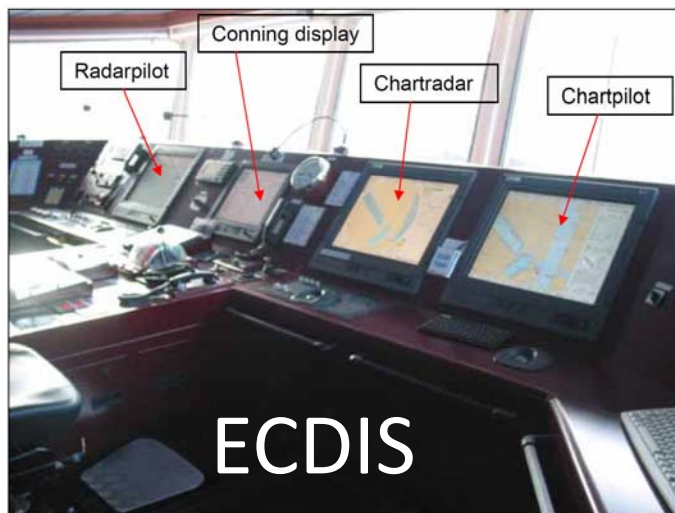 Conning display
Radarpilot
Chartradar
Chartpilot
ECDIS